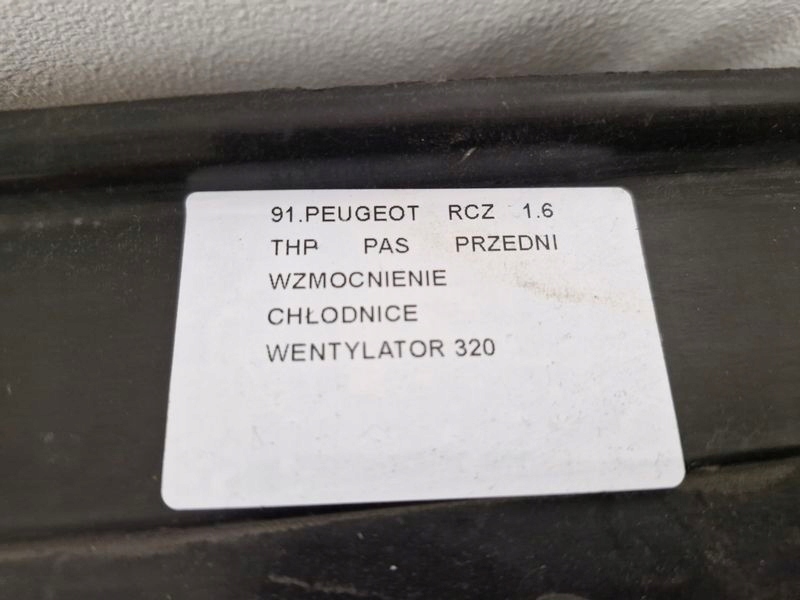 91.PEUGEOT RCZ 1.6
THP PAS PRZEDNI
WZMOCNIENIE
CHŁODNICE
WENTYLATOR 320